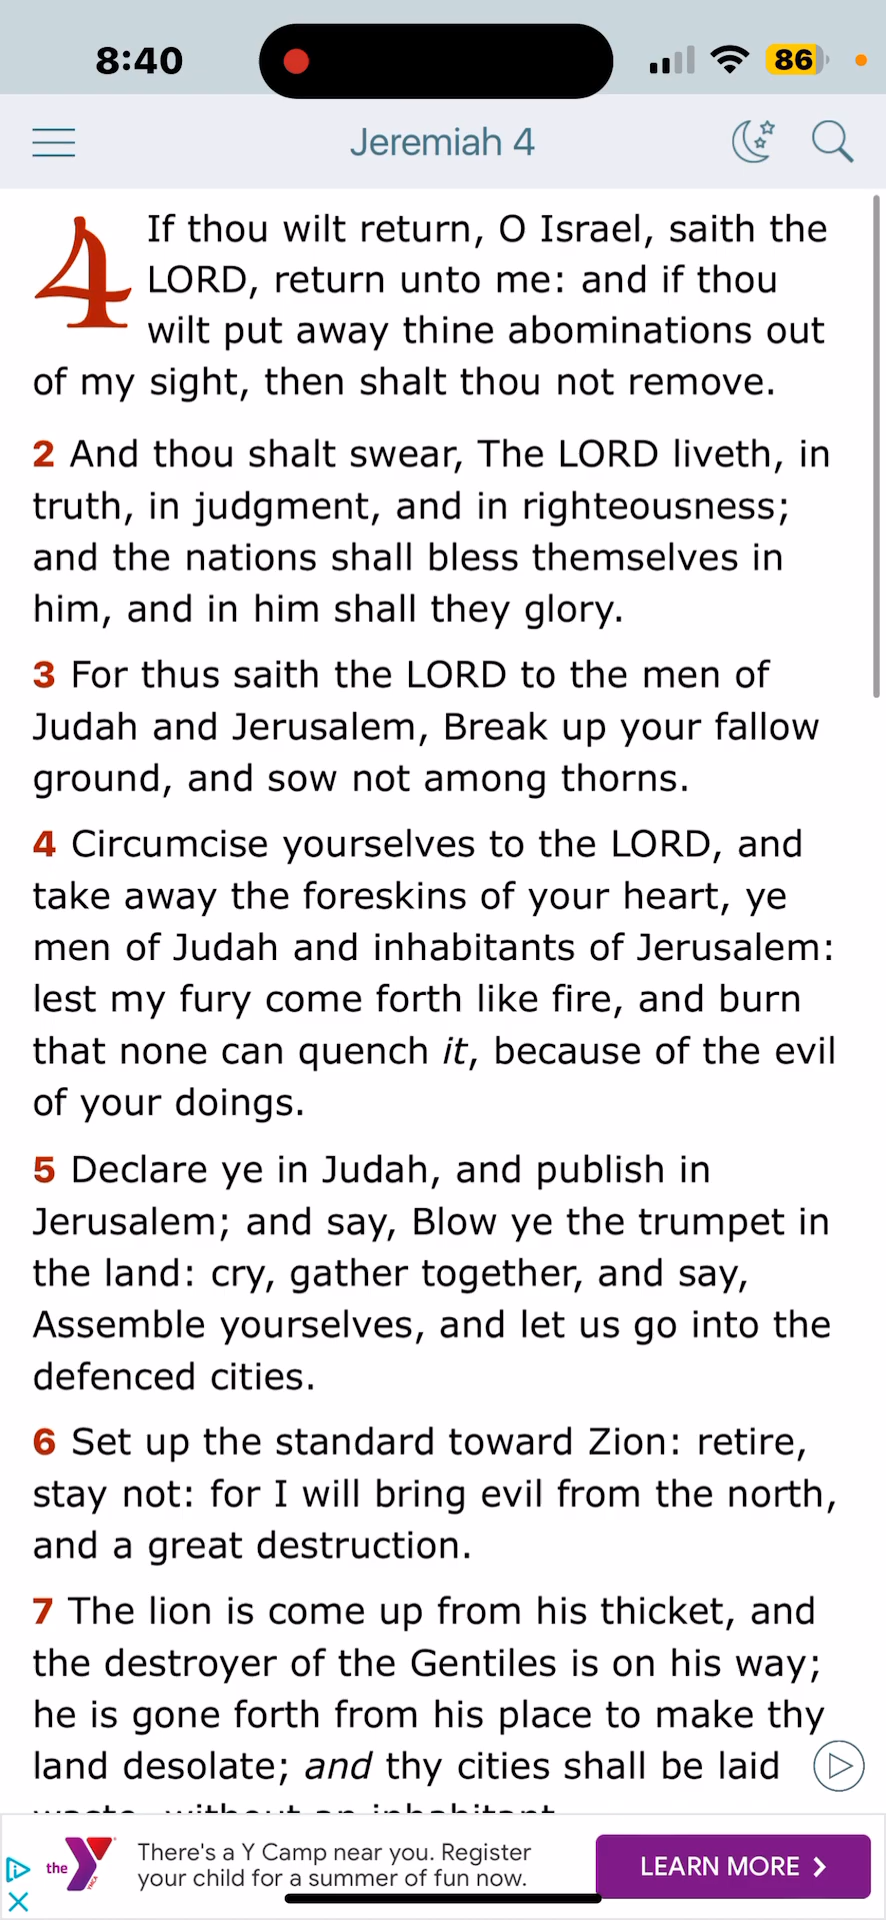 8:40
86
Jeremiah 4
4 If thou wilt return, O Israel, saith the
LORD, return unto me: and if thou
wilt put away thine abominations out
of my sight, then shalt thou not remove.
2 And thou shalt swear, The LORD liveth, in
truth, in judgment, and in righteousness;
and the nations shall bless themselves in
him, and in him shall they glory.
3 For thus saith the LORD to the men of
Judah and Jerusalem, Break up your fallow
ground, and sow not among thorns.
4 Circumcise yourselves to the LORD, and
take away the foreskins of your heart, ye
men of Judah and inhabitants of Jerusalem:
lest my fury come forth like fire, and burn
that none can quench it, because of the evil
of your doings.
5 Declare ye in Judah, and publish in
Jerusalem; and say, Blow ye the trumpet in
the land: cry, gather together, and say,
Assemble yourselves, and let us go into the
defenced cities.
6 Set up the standard toward Zion: retire,
stay not: for I will bring evil from the north,
and a great destruction.
7 The lion is come up from his thicket, and
the destroyer of the Gentiles is on his way;
he is gone forth from his place to make thy
land desolate; and thy cities shall be laid
waste, without an inhabitant.
the Y
YMCA
There's a Y Camp near you. Register
your child for a summer of fun now.
LEARN MORE